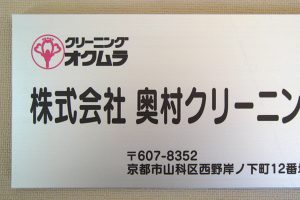 クリーニング
オクムラ
株式会社 奥村クリーニン
〒607-8352
京都市山科区西野岸ノ下町12番